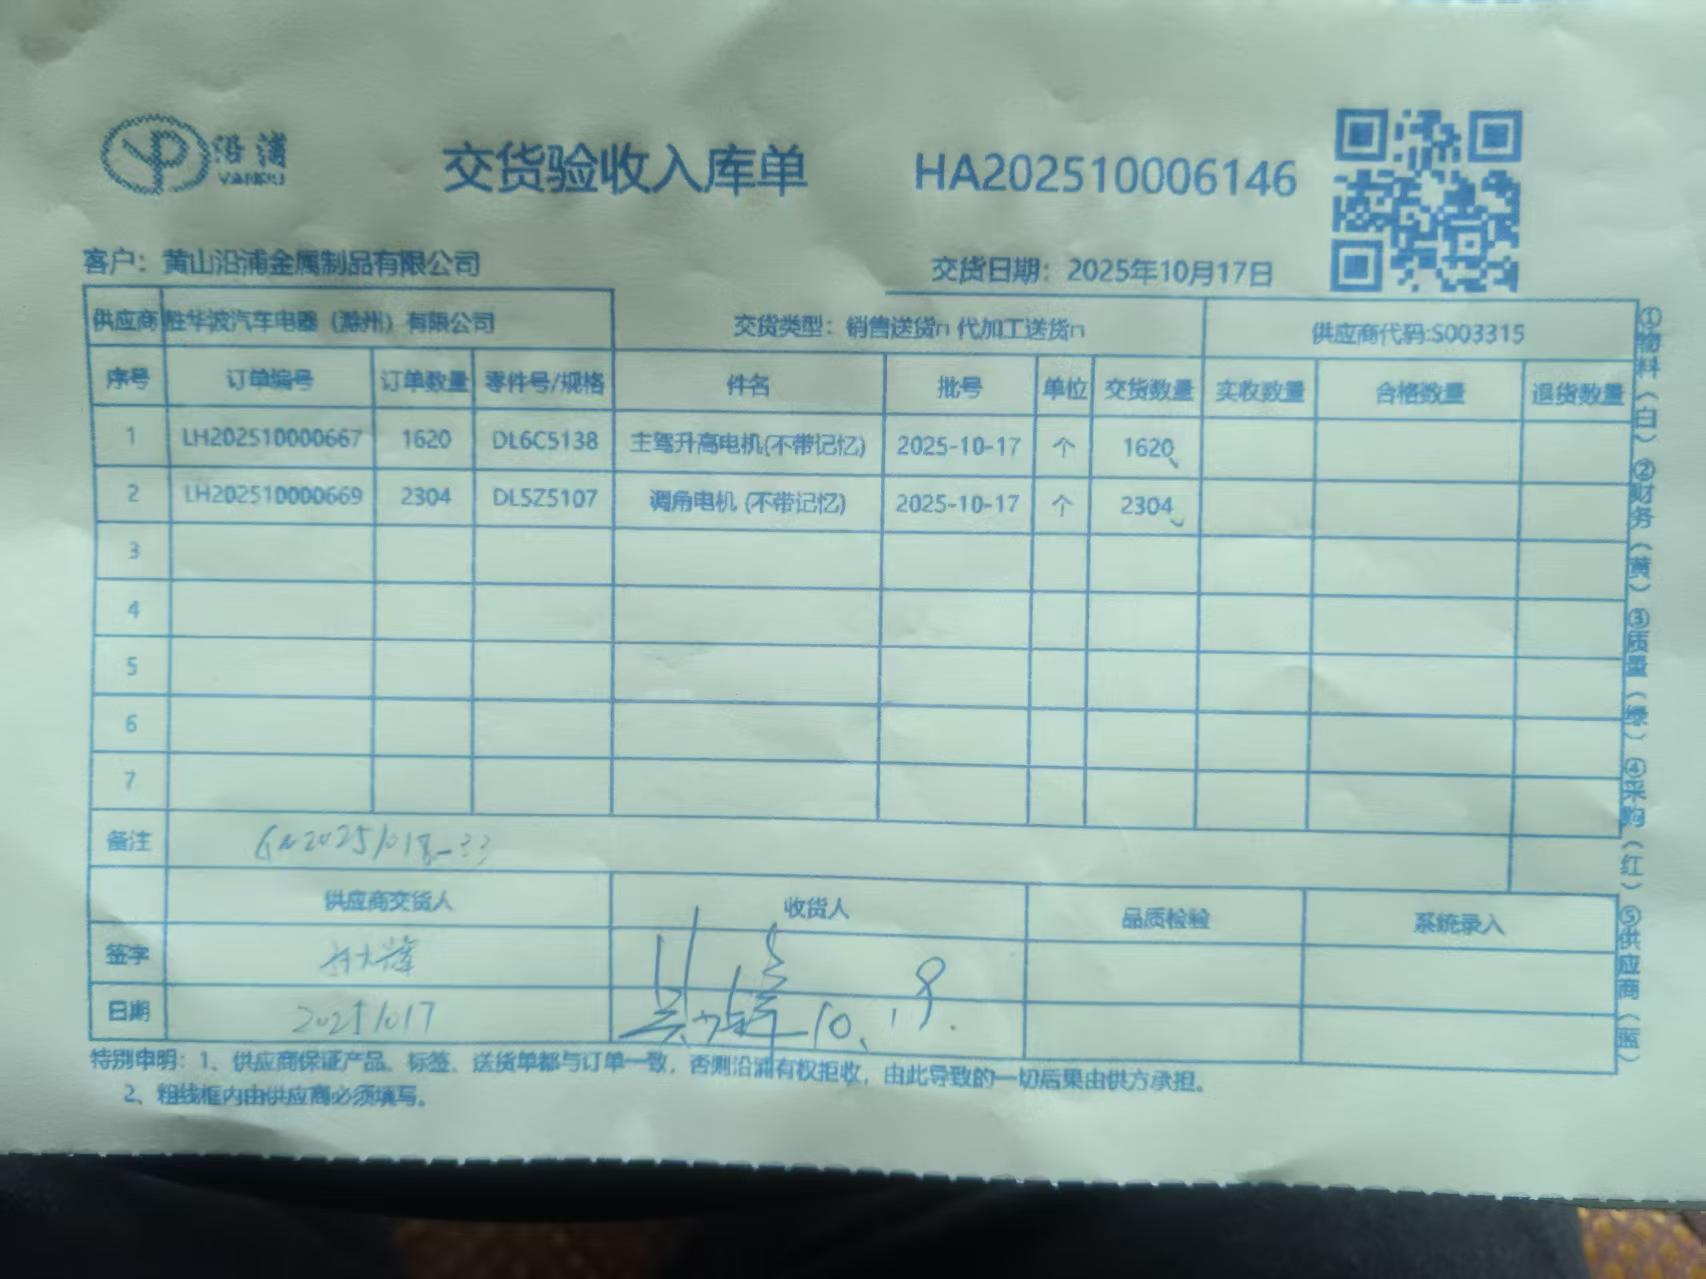 沿浦
YANPU
交货验收入库单
HA202510006146
客户：黄山沿浦金属制品有限公司
交货日期：2025年10月17日
供应商 胜华波汽车电器（滁州）有限公司 交货类型：销售送货n 代加工送货n 供应商代码:S003315
序号 订单编号 订单数量 零件号/规格 件名 批号 单位 交货数量 实收数量 合格数量 退货数量
1 LH202510000667 1620 DL6C5138 主驾升高电机(不带记忆) 2025-10-17 个 1620
2 LH202510000669 2304 DL5Z5107 调角电机 (不带记忆) 2025-10-17 个 2304
3
4
5
6
7
备注 GN20251018-33
供应商交货人 收货人 品质检验 系统录入
签字
日期 20251017 10.18.
特别申明：1、供应商保证产品、标签、送货单都与订单一致，否则沿浦有权拒收，由此导致的一切后果由供方承担。
2、粗线框内由供应商必须填写。
①物料（白）②财务（黄）③质量（绿）④采购（红）⑤供应商（蓝）